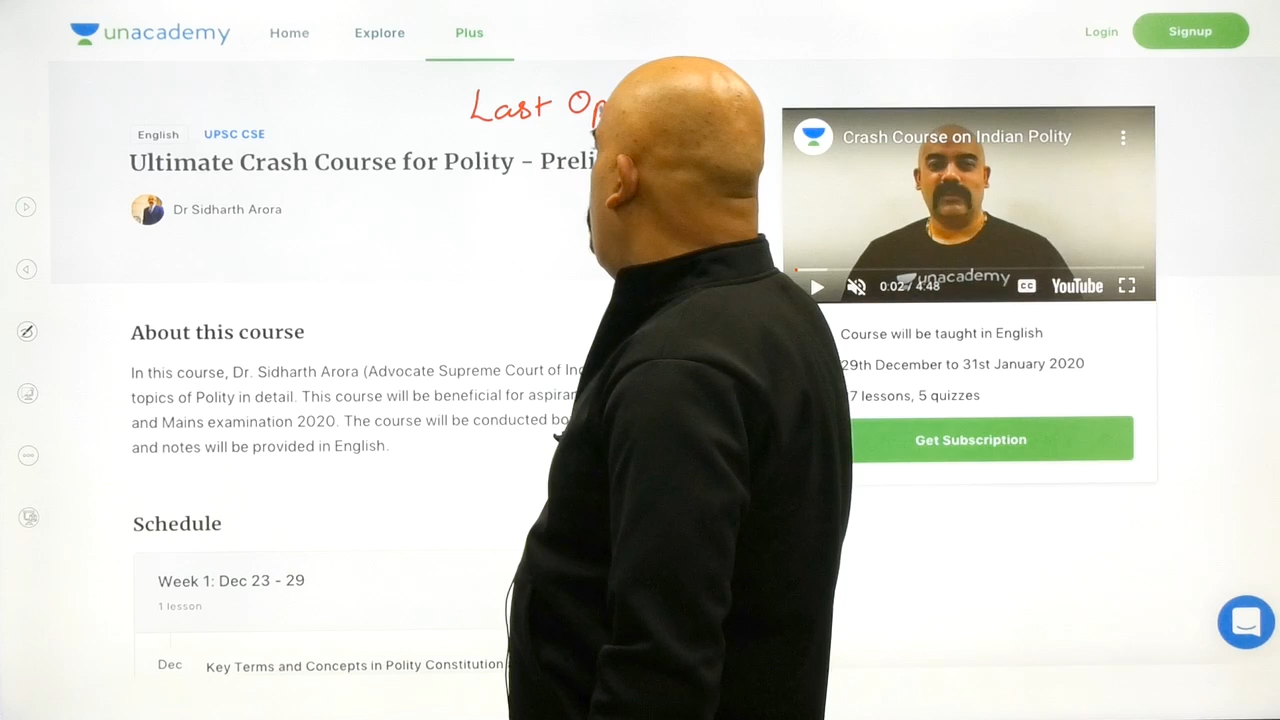 unacademy Home Explore Plus Login Signup
Last
English UPSC CSE
Ultimate Crash Course for Polity –
Dr Sidharth Arora
Crash Course on Indian Polity
unacademy
0:02 / 4:48 CC YouTube
About this course
In this course, Dr. Sidharth Arora (Advocate Supreme Court of
topics of Polity in detail. This course will be beneficial for
and Mains examination 2020. The course will be conducted
and notes will be provided in English.
Course will be taught in English
29th December to 31st January 2020
7 lessons, 5 quizzes
Get Subscription
Schedule
Week 1: Dec 23 - 29
1 lesson
Dec Key Terms and Concepts in Polity Constitution